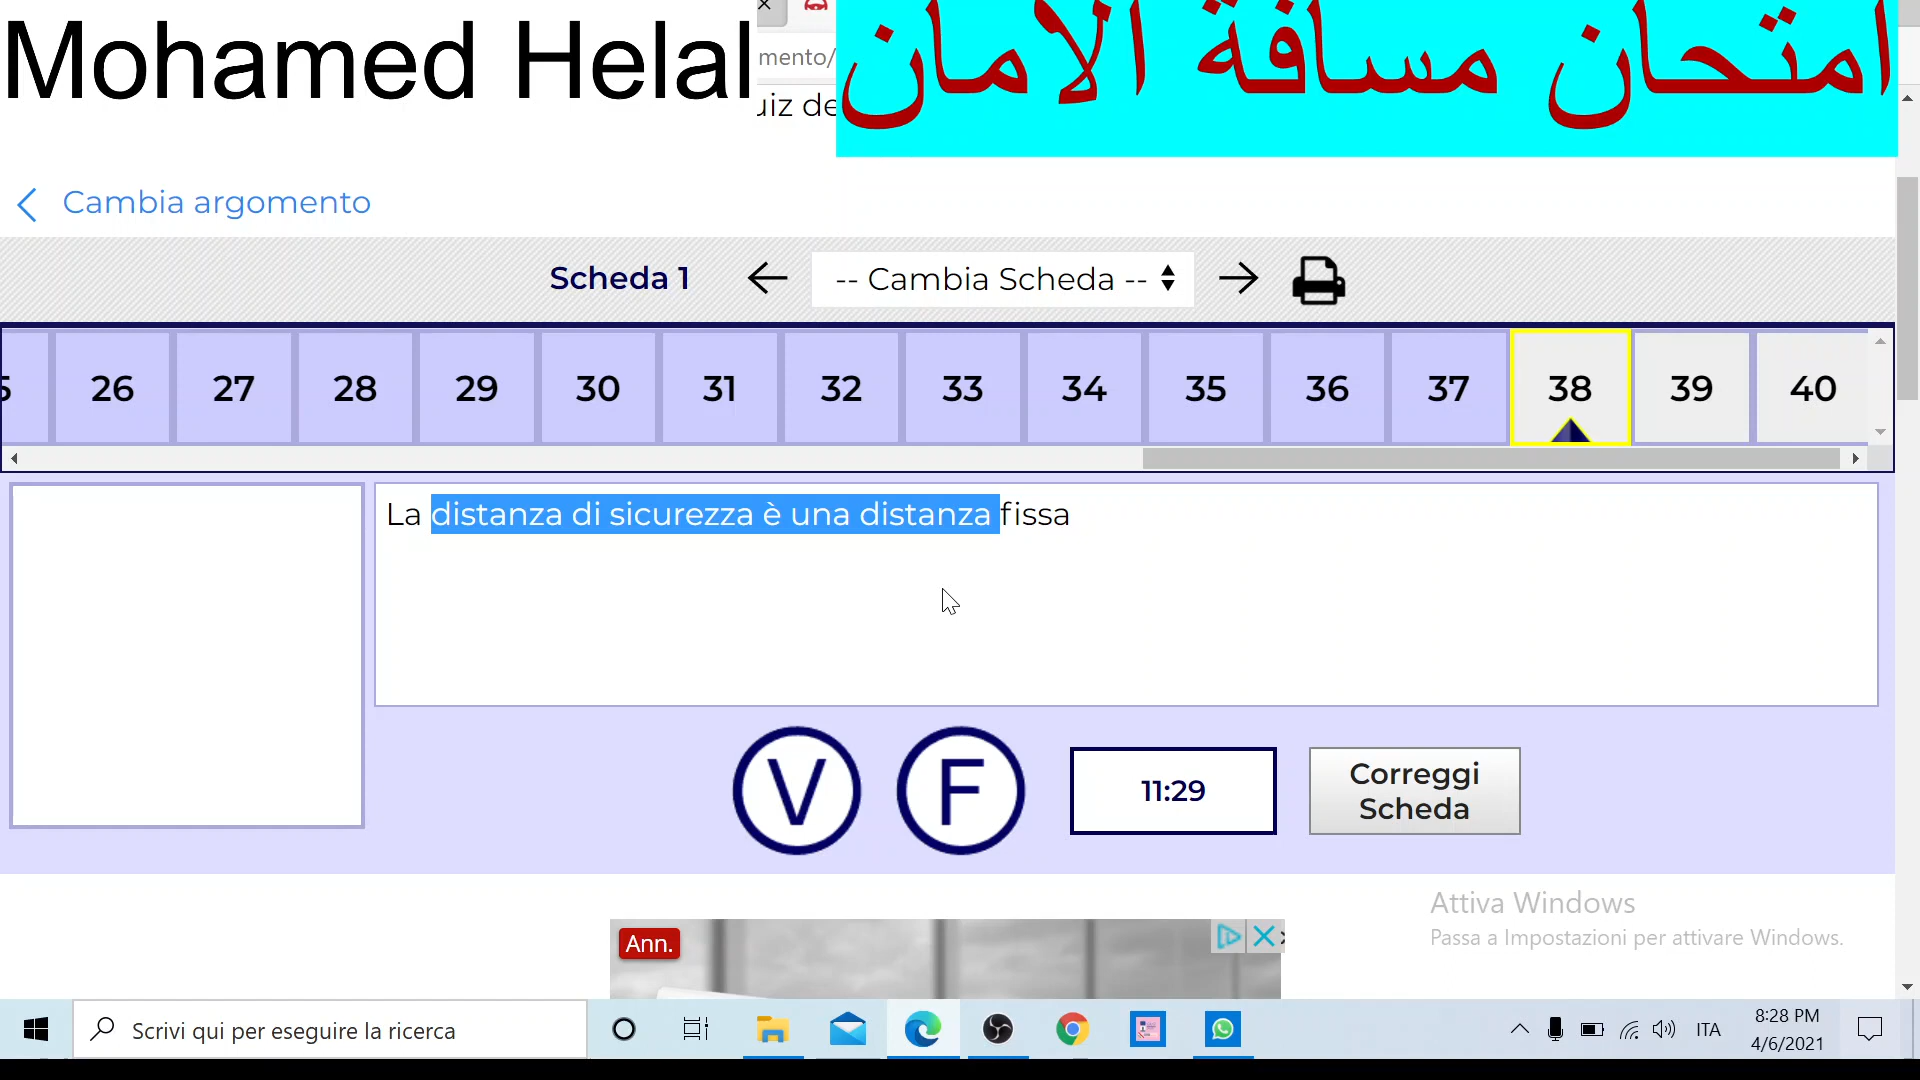 Mohamed Helal
امتحان مسافة الامان
mento/
uiz de
Cambia argomento
Scheda 1
-- Cambia Scheda --
26 27 28 29 30 31 32 33 34 35 36 37 38 39 40
La distanza di sicurezza è una distanza fissa
V F 11:29 Correggi
Scheda
Attiva Windows
Passa a Impostazioni per attivare Windows.
Ann.
Scrivi qui per eseguire la ricerca
ITA
8:28 PM
4/6/2021